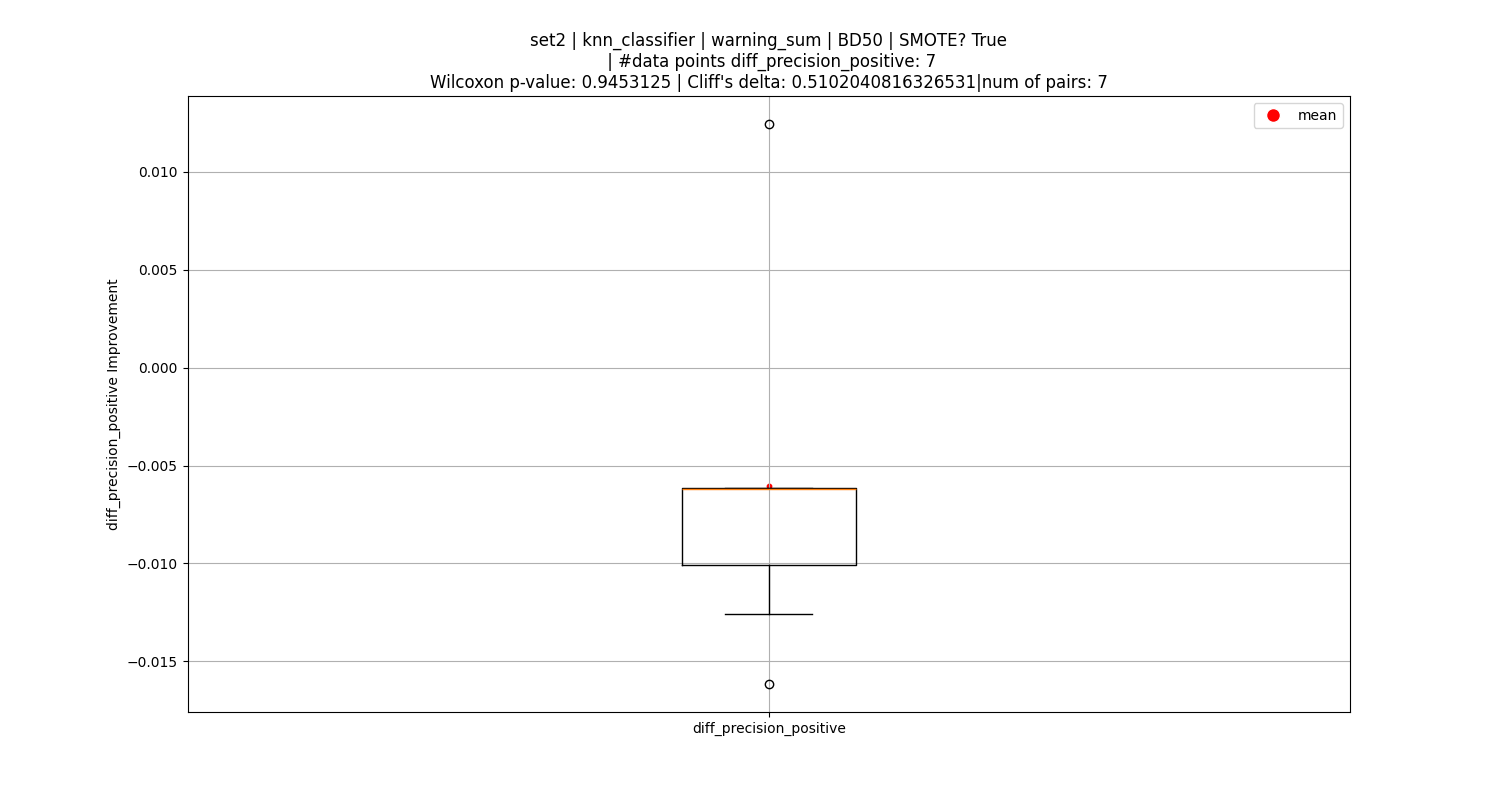 set2 | knn_classifier | warning_sum | BD50 | SMOTE? True
| #data points diff_precision_positive: 7
Wilcoxon p-value: 0.9453125 | Cliff's delta: 0.5102040816326531|num of pairs: 7
mean
0.010
0.005
0.000
−0.005
−0.010
−0.015
diff_precision_positive Improvement
diff_precision_positive